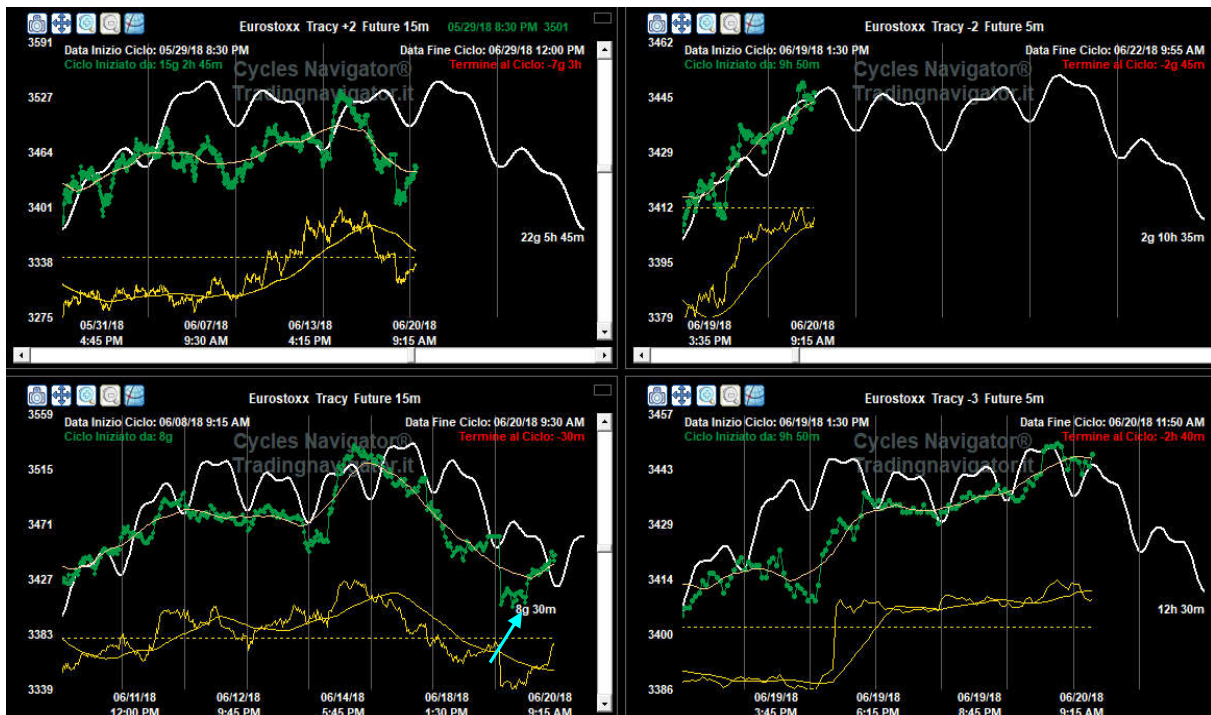 Eurostoxx Tracy +2 Future 15m 05/29/18 8:30 PM 3501
Data Inizio Ciclo: 05/29/18 8:30 PM Data Fine Ciclo: 06/29/18 12:00 PM
Ciclo Iniziato da: 15g 2h 45m Termine al Ciclo: -7g 3h
Cycles Navigator®
Tradingnavigator.it
3591
3527
3464
3401
3338
3275
22g 5h 45m
05/31/18 06/07/18 06/13/18 06/20/18
4:45 PM 9:30 AM 4:15 PM 9:15 AM
Eurostoxx Tracy -2 Future 5m
Data Inizio Ciclo: 06/19/18 1:30 PM Data Fine Ciclo: 06/22/18 9:55 AM
Ciclo Iniziato da: 9h 50m Termine al Ciclo: -2g 45m
Cycles Navigator®
Tradingnavigator.it
3462
3445
3429
3412
3395
3379
2g 10h 35m
06/19/18 06/20/18
3:35 PM 9:15 AM
Eurostoxx Tracy Future 15m
Data Inizio Ciclo: 06/08/18 9:15 AM Data Fine Ciclo: 06/20/18 9:30 AM
Ciclo Iniziato da: 8g Termine al Ciclo: -30m
Cycles Navigator®
Tradingnavigator.it
3559
3515
3471
3427
3383
3339
8g 30m
06/11/18 06/12/18 06/14/18 06/18/18 06/20/18
12:00 PM 9:45 PM 5:45 PM 1:30 PM 9:15 AM
Eurostoxx Tracy -3 Future 5m
Data Inizio Ciclo: 06/19/18 1:30 PM Data Fine Ciclo: 06/20/18 11:50 AM
Ciclo Iniziato da: 9h 50m Termine al Ciclo: -2h 40m
Cycles Navigator®
Tradingnavigator.it
3457
3443
3429
3414
3400
3386
12h 30m
06/19/18 06/19/18 06/19/18 06/20/18
3:45 PM 6:15 PM 8:45 PM 9:15 AM